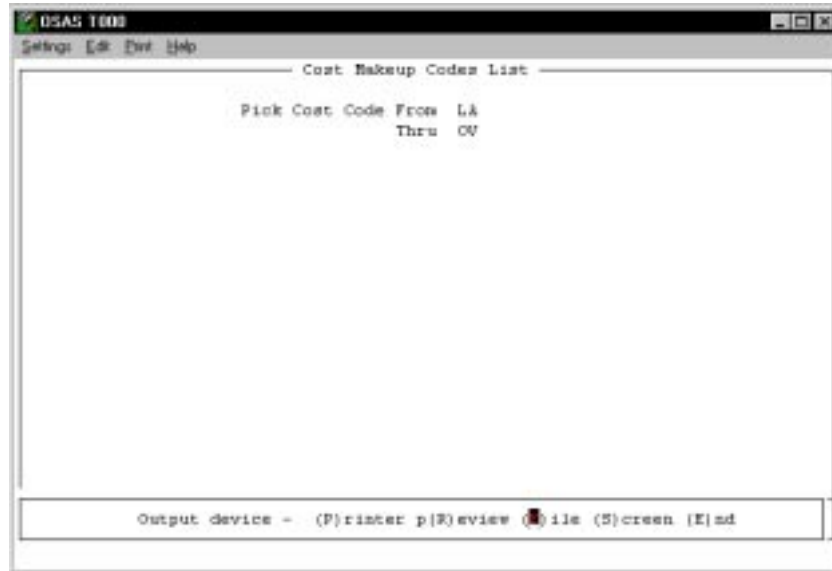 OSAS T000
Settings Edit Print Help
Cost Makeup Codes List
Pick Cost Code From LA
Thru OV
Output device - (P)rinter p(R)eview (F)ile (S)creen (E)nd